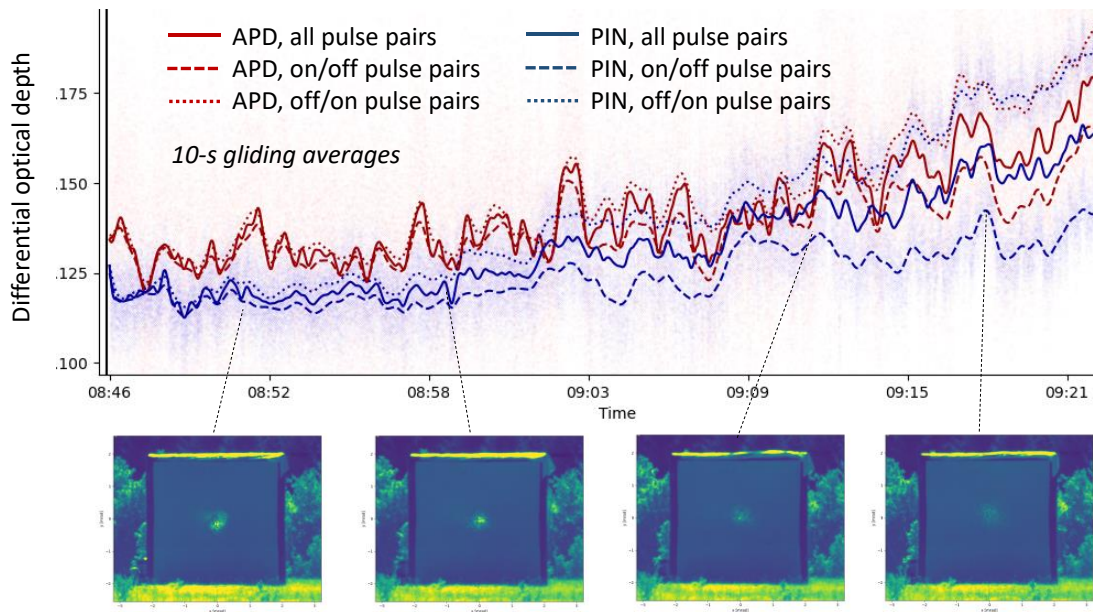 APD, all pulse pairs
PIN, all pulse pairs
APD, on/off pulse pairs
PIN, on/off pulse pairs
APD, off/on pulse pairs
PIN, off/on pulse pairs
10-s gliding averages
Differential optical depth
.175
.150
.125
.100
08:46
08:52
08:58
09:03
09:09
09:15
09:21
Time